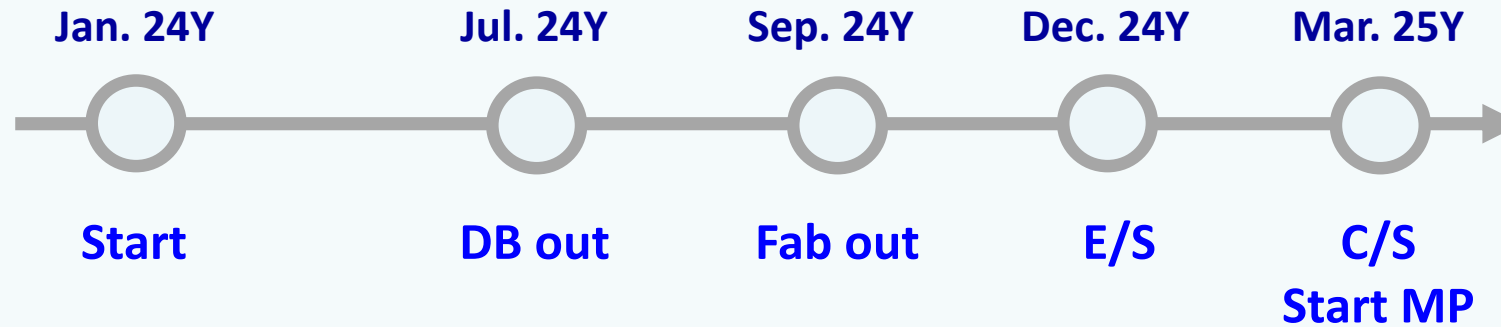 Jan. 24Y Jul. 24Y Sep. 24Y Dec. 24Y Mar. 25Y
Start DB out Fab out E/S C/S
Start MP